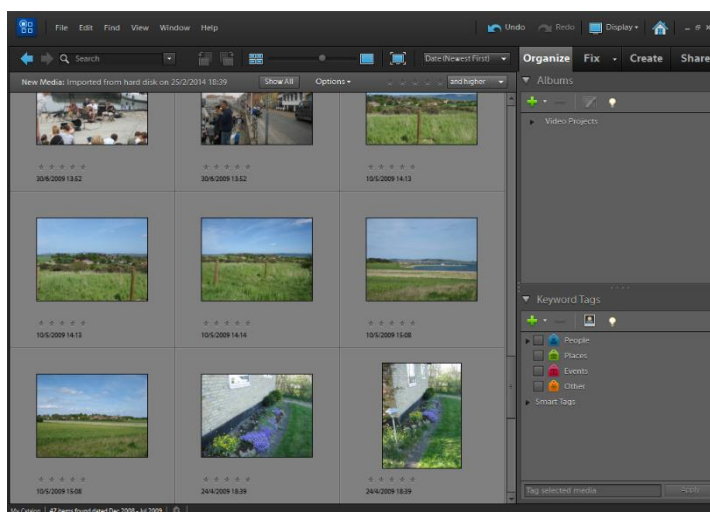 File Edit Find View Window Help
Undo Redo Display
Search
Date (Newest First)
Organize Fix Create Share
New Media: Imported from hard disk on 25/2/2014 18:39
Show All
Options
and higher
Albums
Video Projects
30/6/2009 13:52
30/6/2009 13:52
10/5/2009 14:13
10/5/2009 14:13
10/5/2009 14:14
10/5/2009 15:08
Keyword Tags
People
Places
Events
Other
Smart Tags
10/5/2009 15:08
24/4/2009 18:39
24/4/2009 18:39
Tag selected media
Apply
My Catalog 47 items found dated Dec 2008 - Jul 2009